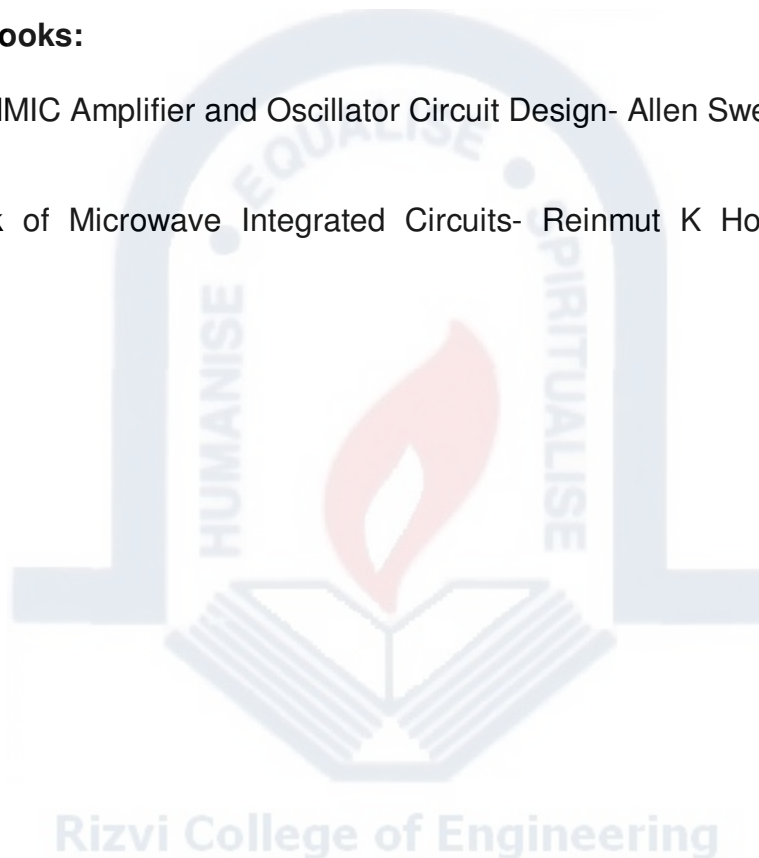 ooks:
MIC Amplifier and Oscillator Circuit Design- Allen Swe
k of Microwave Integrated Circuits- Reinmut K Ho
HUMANISE • EQUALISE • SPIRITUALISE
Rizvi College of Engineering